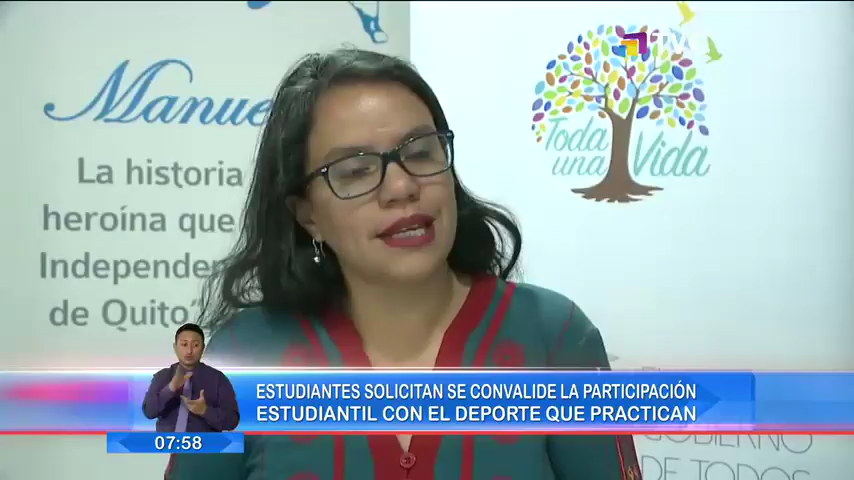 TVC
Manue
La historia
heroína que
Independen
de Quito"
Toda
una Vida
ESTUDIANTES SOLICITAN SE CONVALIDE LA PARTICIPACIÓN
ESTUDIANTIL CON EL DEPORTE QUE PRACTICAN
07:58
GOBIERNO
DE TODOS